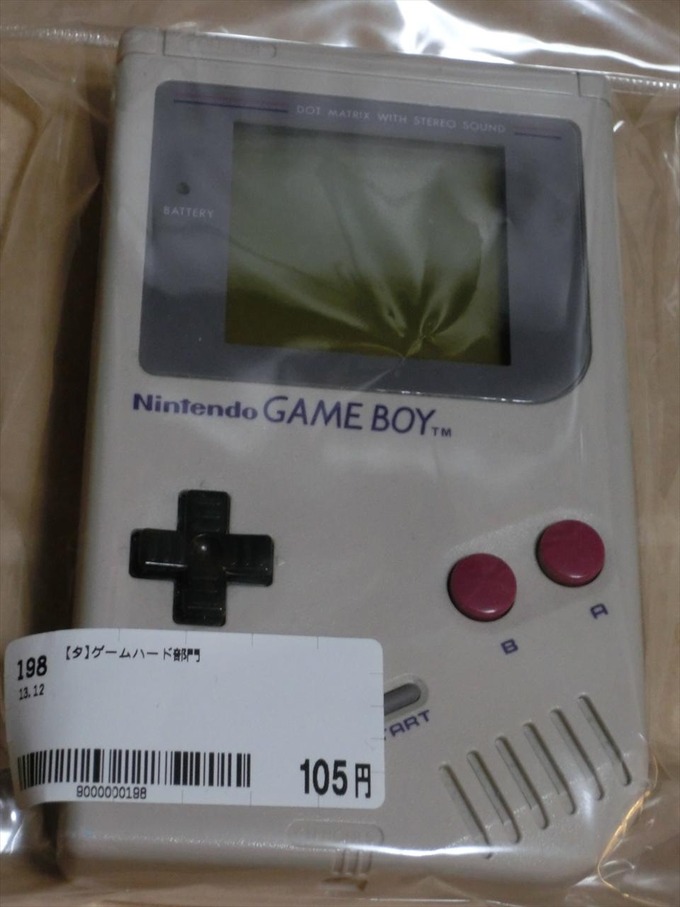 DOT MATRIX WITH STEREO SOUND
BATTERY
Nintendo GAME BOY™
B A
198 【タ】ゲームハード部門
13.12
TART
9000000198
105円